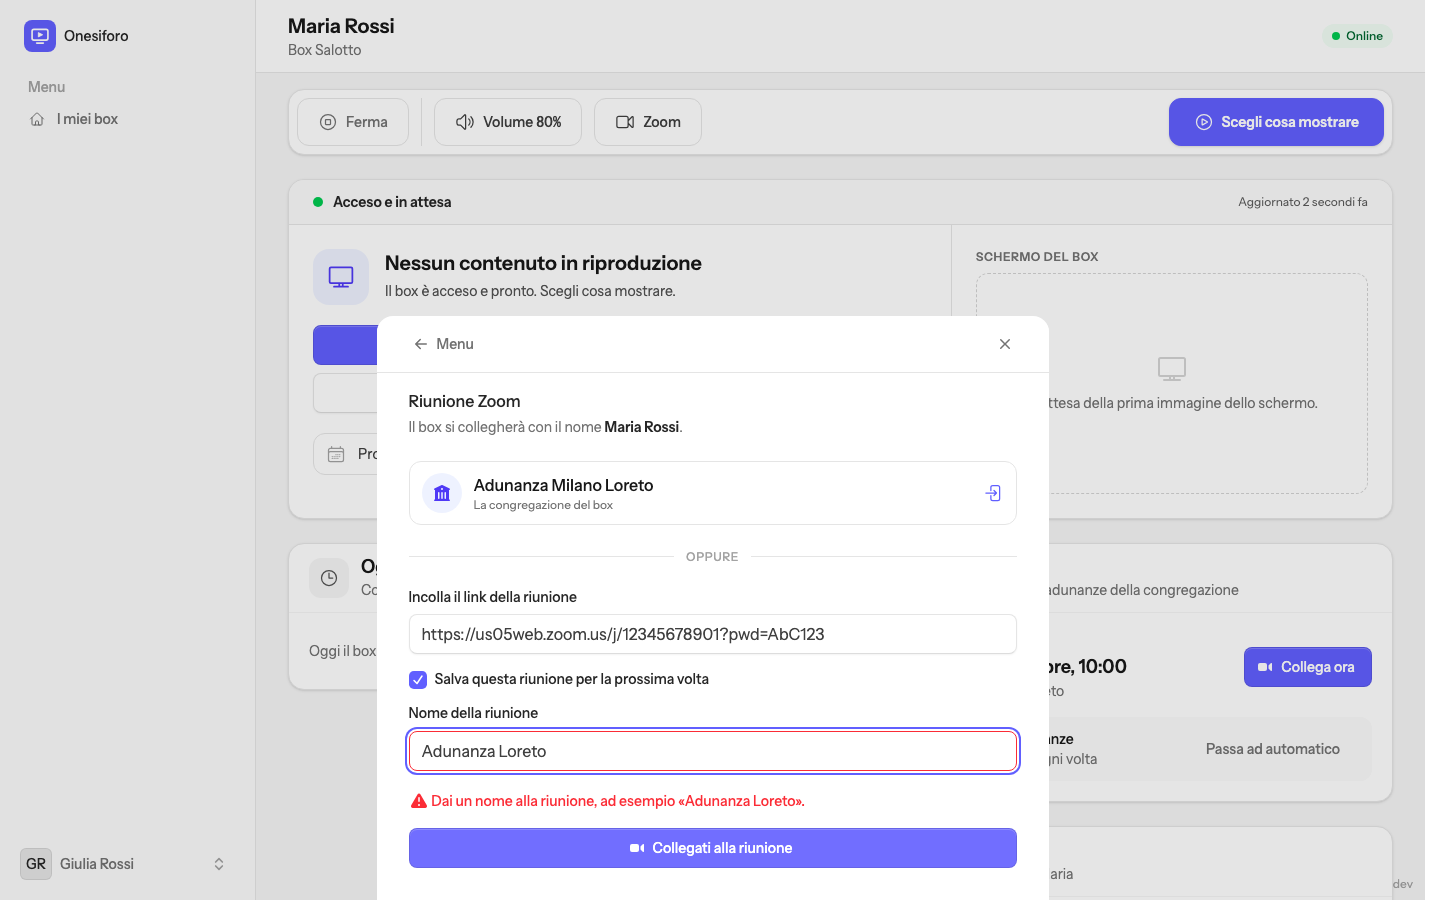 Onesiforo
Menu
I miei box
GR Giulia Rossi
Maria Rossi
Box Salotto
Online
Ferma
Volume 80%
Zoom
Scegli cosa mostrare
Acceso e in attesa
Aggiornato 2 secondi fa
Nessun contenuto in riproduzione
Il box è acceso e pronto. Scegli cosa mostrare.
SCHERMO DEL BOX
della prima immagine dello schermo.
Oggi il box
adunanze della congregazione
10:00
Collega ora
Passa ad automatico
volta
dev
Menu
Riunione Zoom
Il box si collegherà con il nome Maria Rossi.
Adunanza Milano Loreto
La congregazione del box
OPPURE
Incolla il link della riunione
https://us05web.zoom.us/j/12345678901?pwd=AbC123
Salva questa riunione per la prossima volta
Nome della riunione
Adunanza Loreto
Dai un nome alla riunione, ad esempio «Adunanza Loreto».
Collegati alla riunione